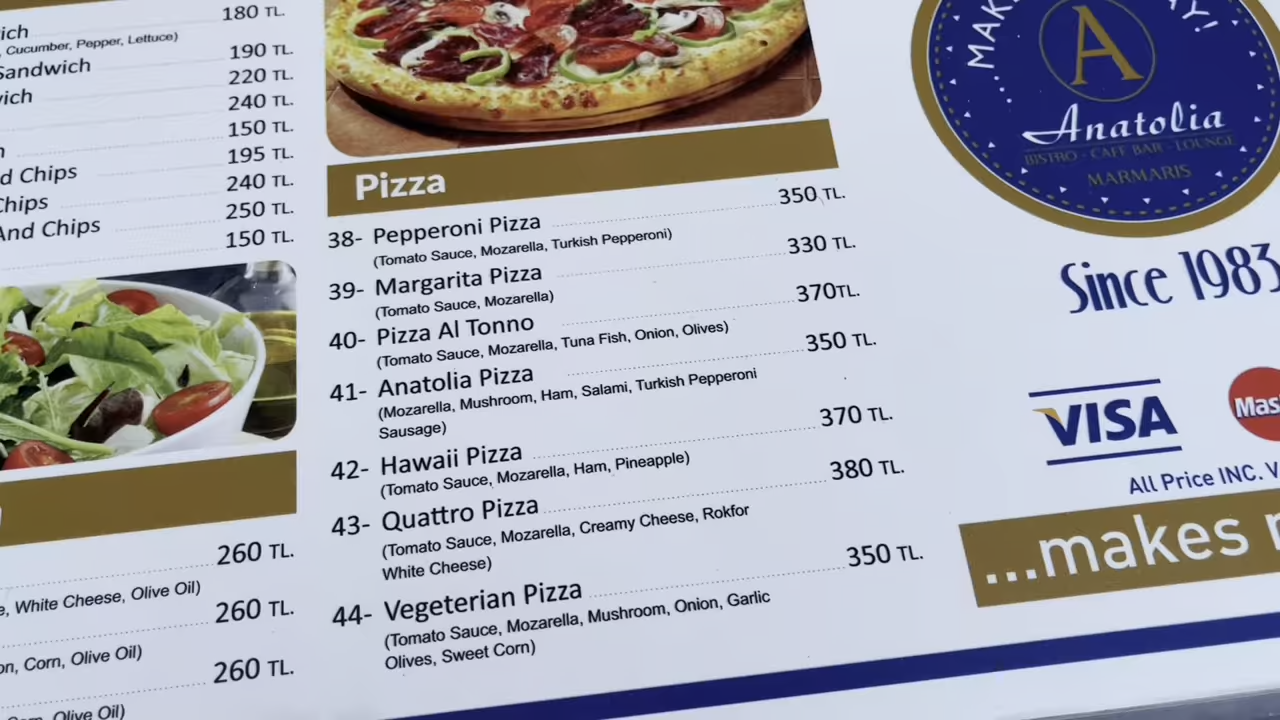 180 TL.
, Cucumber, Pepper, Lettuce)
190 TL.
Sandwich
220 TL.
240 TL.
150 TL.
195 TL.
d Chips
240 TL.
Chips
250 TL.
And Chips
150 TL.
260 TL.
, White Cheese, Olive Oil)
260 TL.
on, Corn, Olive Oil)
260 TL.
Corn, Olive Oil)
Pizza
38- Pepperoni Pizza 350 TL.
(Tomato Sauce, Mozarella, Turkish Pepperoni)
39- Margarita Pizza 330 TL.
(Tomato Sauce, Mozarella)
40- Pizza Al Tonno 370TL.
(Tomato Sauce, Mozarella, Tuna Fish, Onion, Olives)
41- Anatolia Pizza 350 TL.
(Mozarella, Mushroom, Ham, Salami, Turkish Pepperoni
Sausage)
42- Hawaii Pizza 370 TL.
(Tomato Sauce, Mozarella, Ham, Pineapple)
43- Quattro Pizza 380 TL.
(Tomato Sauce, Mozarella, Creamy Cheese, Rokfor
White Cheese)
44- Vegeterian Pizza 350 TL.
(Tomato Sauce, Mozarella, Mushroom, Onion, Garlic
Olives, Sweet Corn)
A
Anatolia
BISTRO - CAFE BAR - LOUNGE
MARMARIS
Since 1983
VISA
Mas
All Price INC. V
...makes